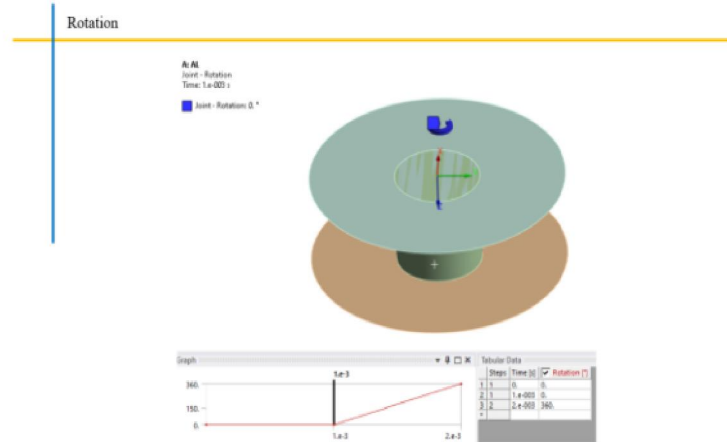 Rotation
A: AL
Joint - Rotation
Time: 1.e-003 s
Joint - Rotation: 0. °
Graph
Tabular Data
1.e-3
360.
150.
0.
1.e-3
2.e-3
Steps Time [s] Rotation [°]
1 1 0. 0.
2 1 1.e-003 0.
3 2 2.e-003 360.
*